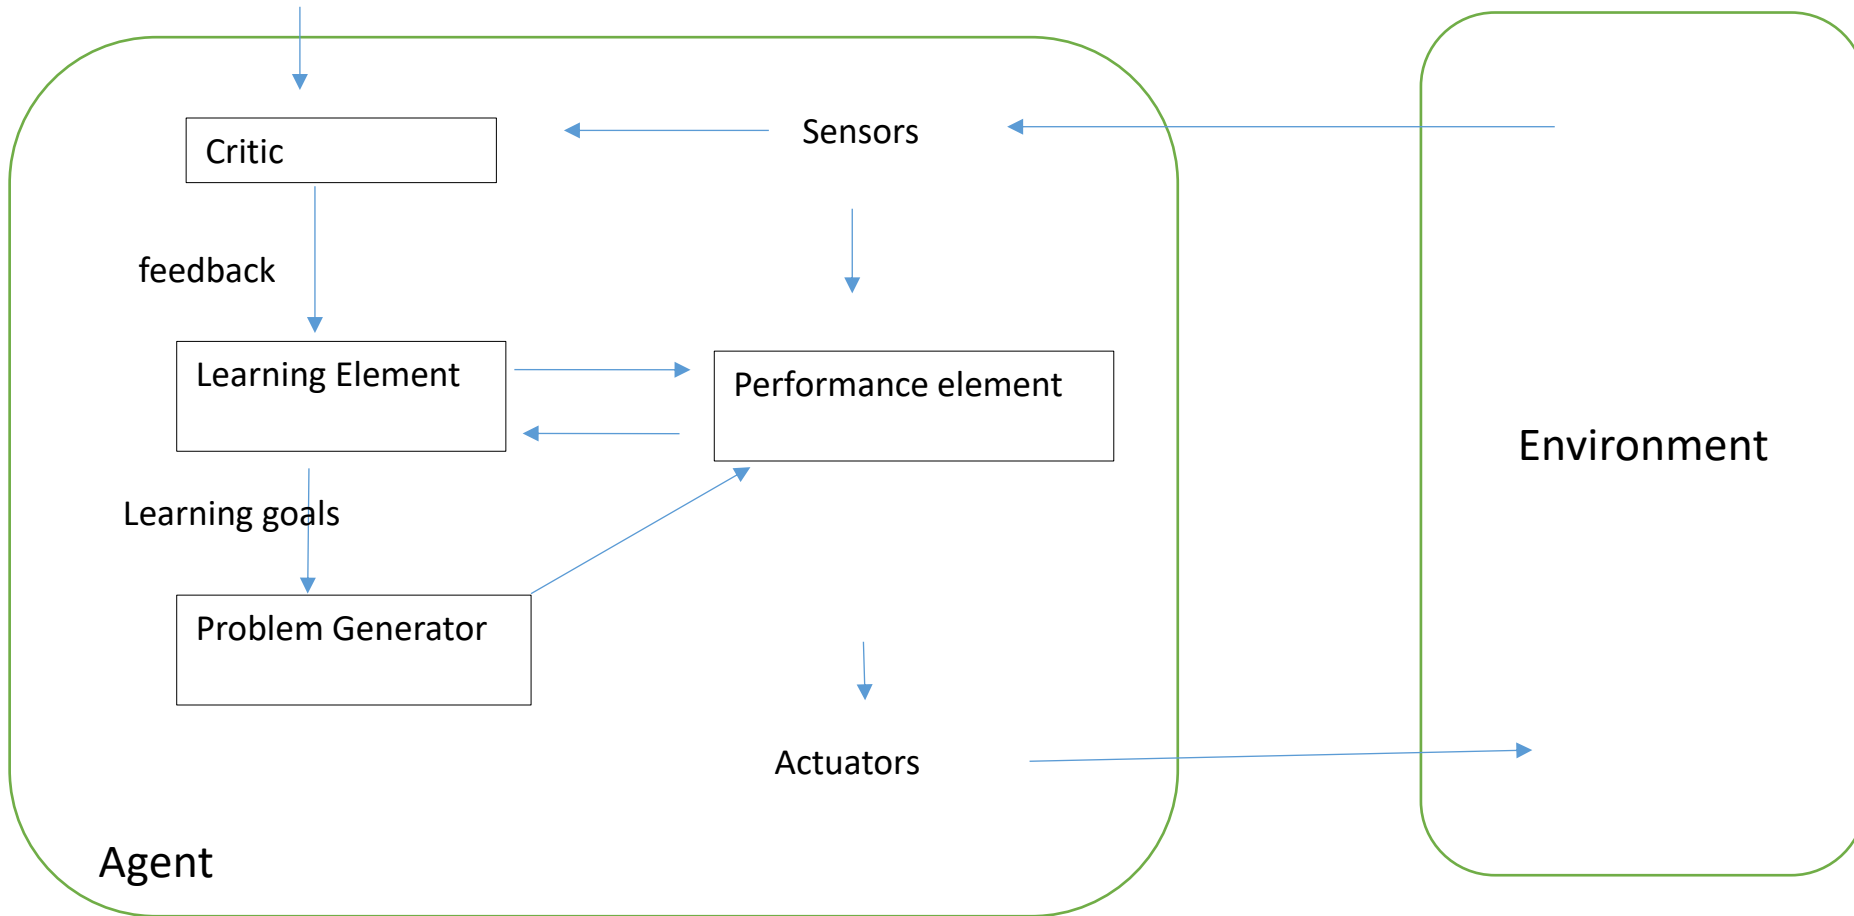 Critic
Sensors
feedback
Learning Element
Performance element
Environment
Learning goals
Problem Generator
Actuators
Agent